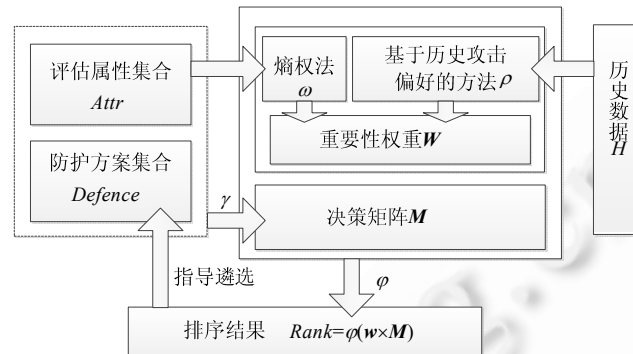 评估属性集合
Attr
防护方案集合
Defence
熵权法
ω
基于历史攻击
偏好的方法ρ
重要性权重W
历史数据
H
γ
决策矩阵M
指导遴选
φ
排序结果 Rank=φ(w×M)